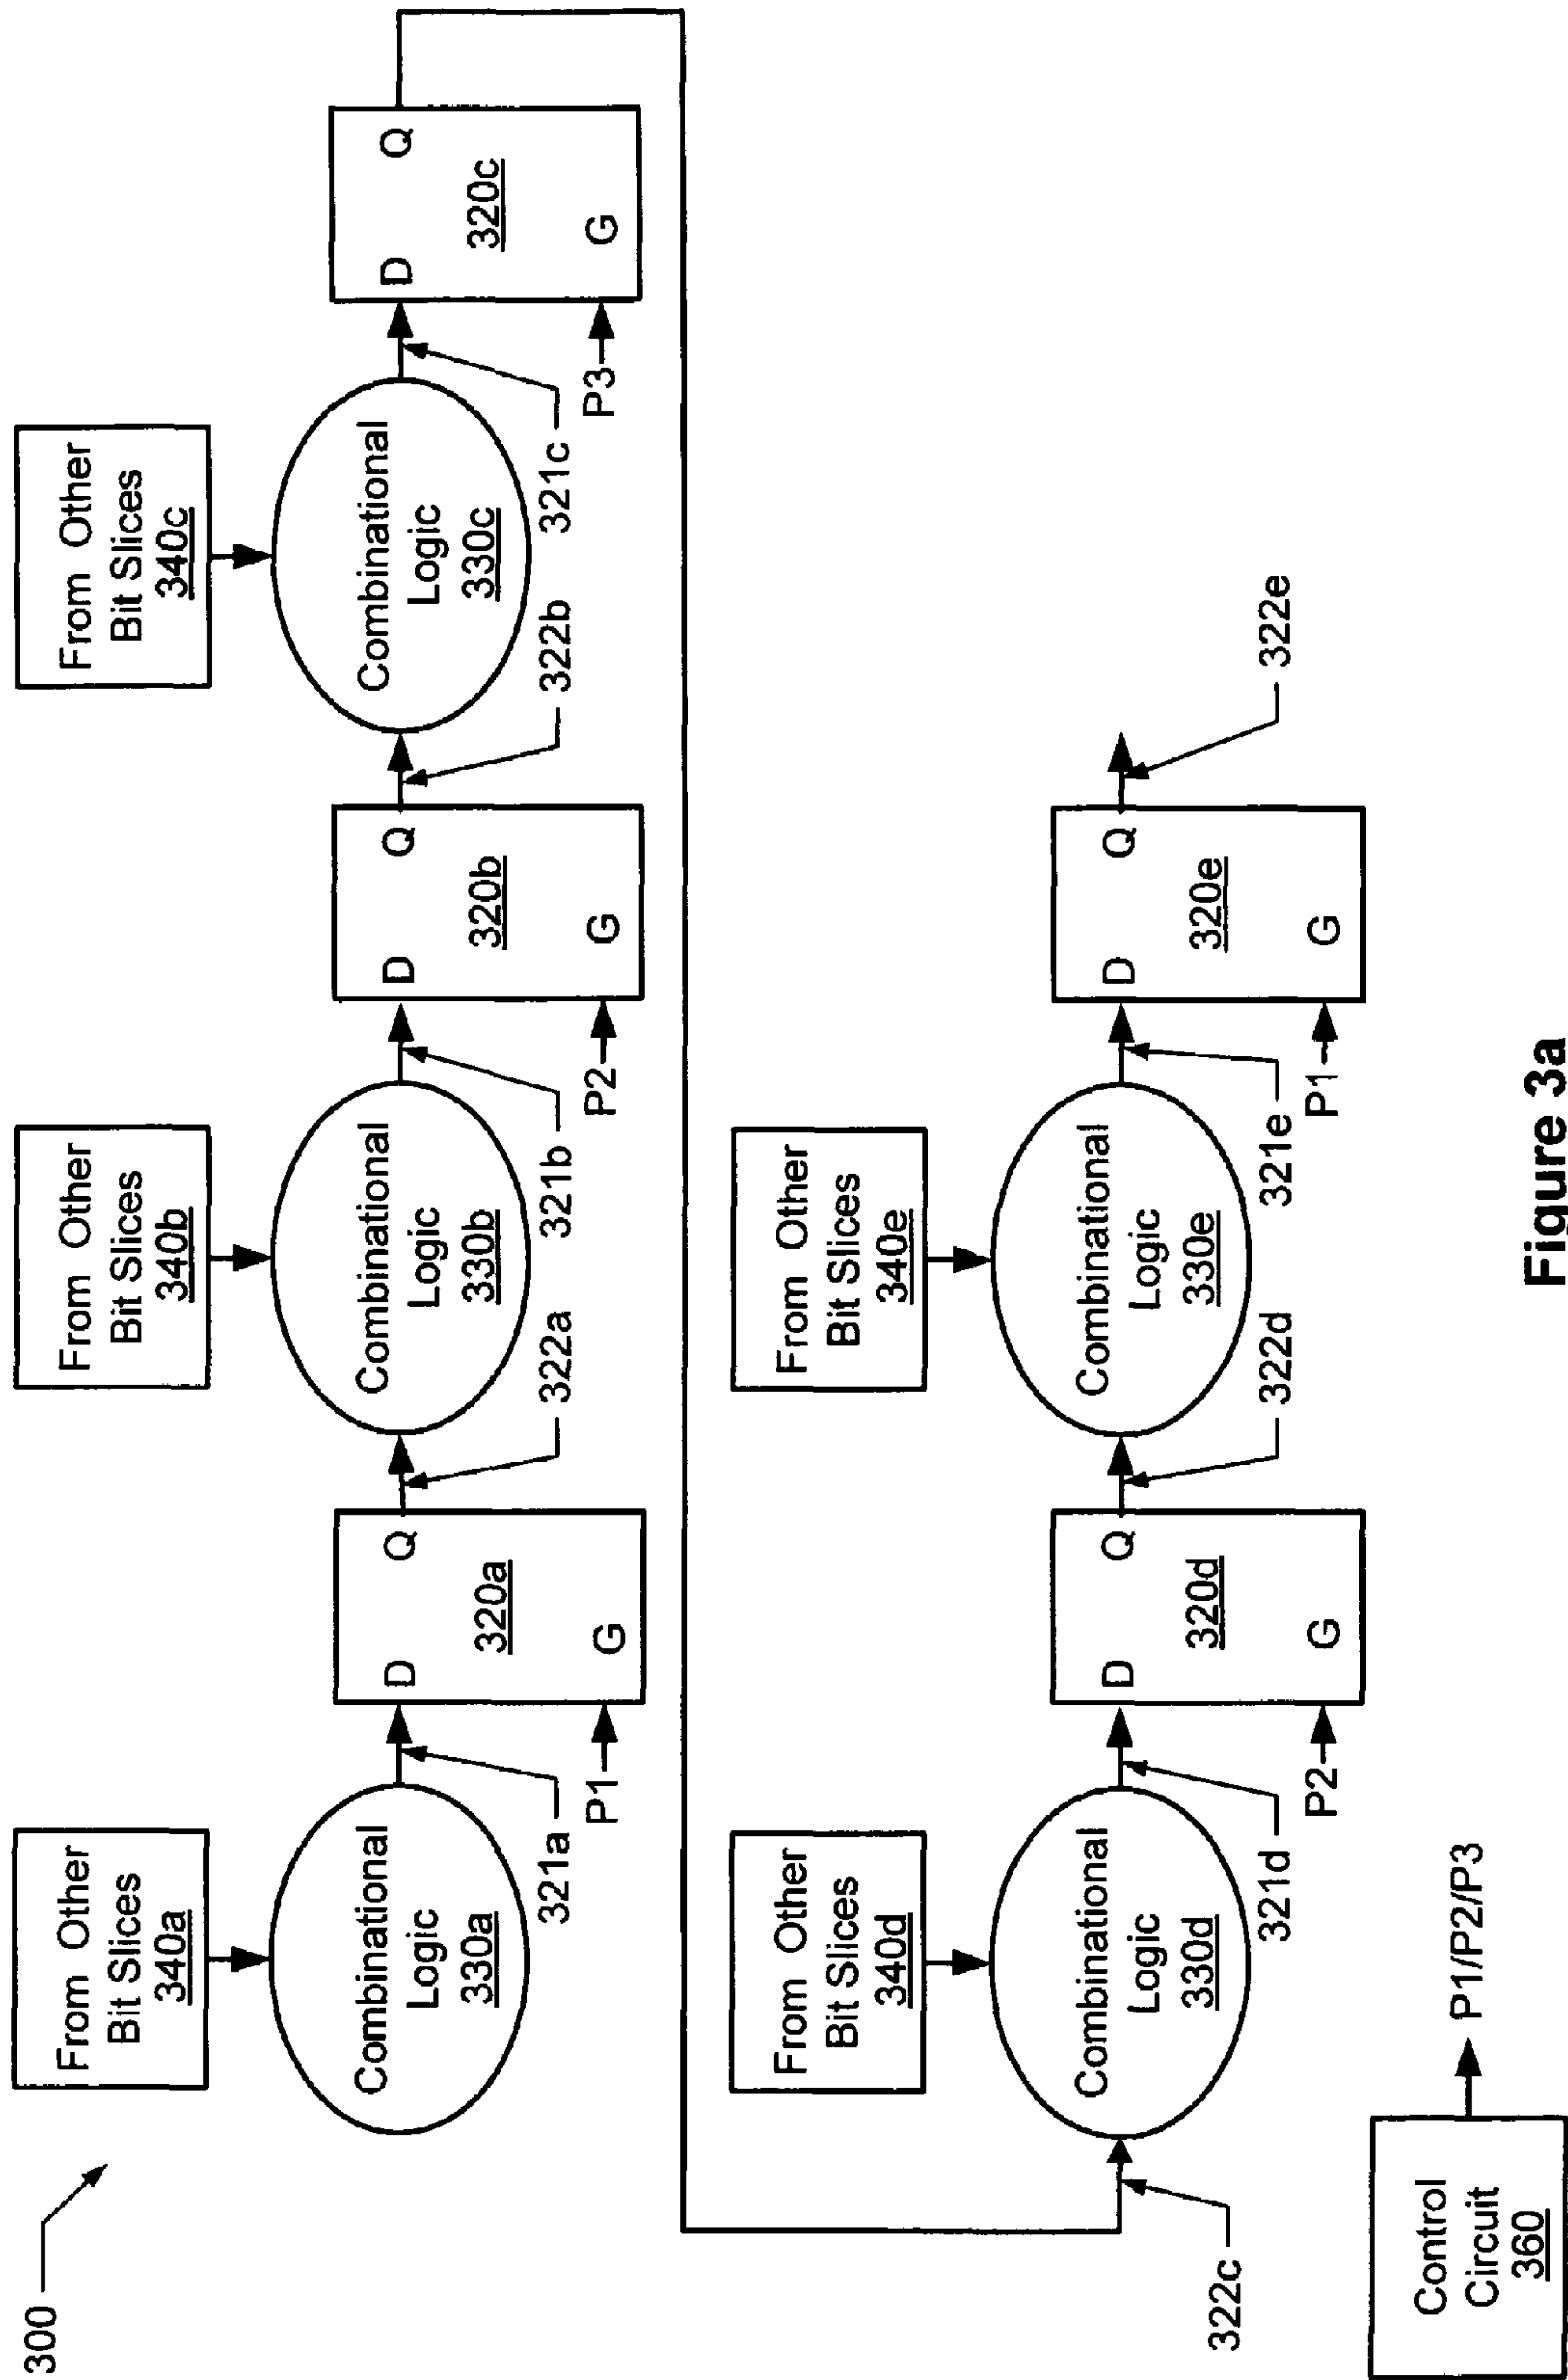 300
From Other
Bit Slices
340a
From Other
Bit Slices
340b
From Other
Bit Slices
340c
Combinational
Logic
330a
D
Q
320a
G
Combinational
Logic
330b
D
Q
320b
G
Combinational
Logic
330c
D
Q
320c
G
321a
P1
322a
321b
P2
322b
321c
P3
From Other
Bit Slices
340d
From Other
Bit Slices
340e
Combinational
Logic
330d
D
Q
320d
G
Combinational
Logic
330e
D
Q
320e
G
322c
321d
P2
322d
321e
P1
322e
Control
Circuit
360
P1/P2/P3
Figure 3a